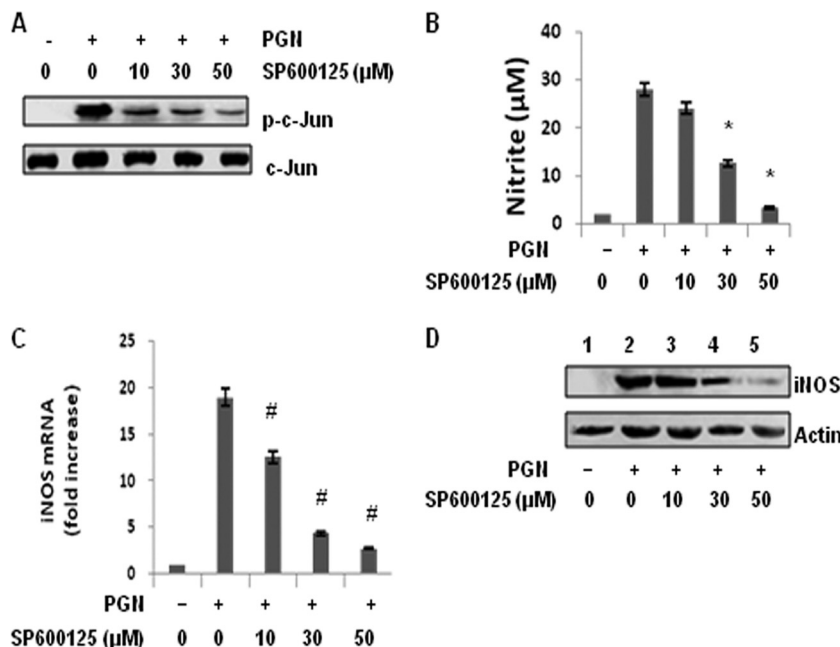 A
- + + + + PGN
0 0 10 30 50 SP600125 (µM)
p-c-Jun
c-Jun
B
40
30
20
10
0
Nitrite (µM)
* *
PGN − + + + +
SP600125 (µM) 0 0 10 30 50
C
25
20
15
10
5
0
iNOS mRNA
(fold increase)
# # #
PGN − + + + +
SP600125 (µM) 0 0 10 30 50
D
1 2 3 4 5
iNOS
Actin
PGN − + + + +
SP600125 (µM) 0 0 10 30 50